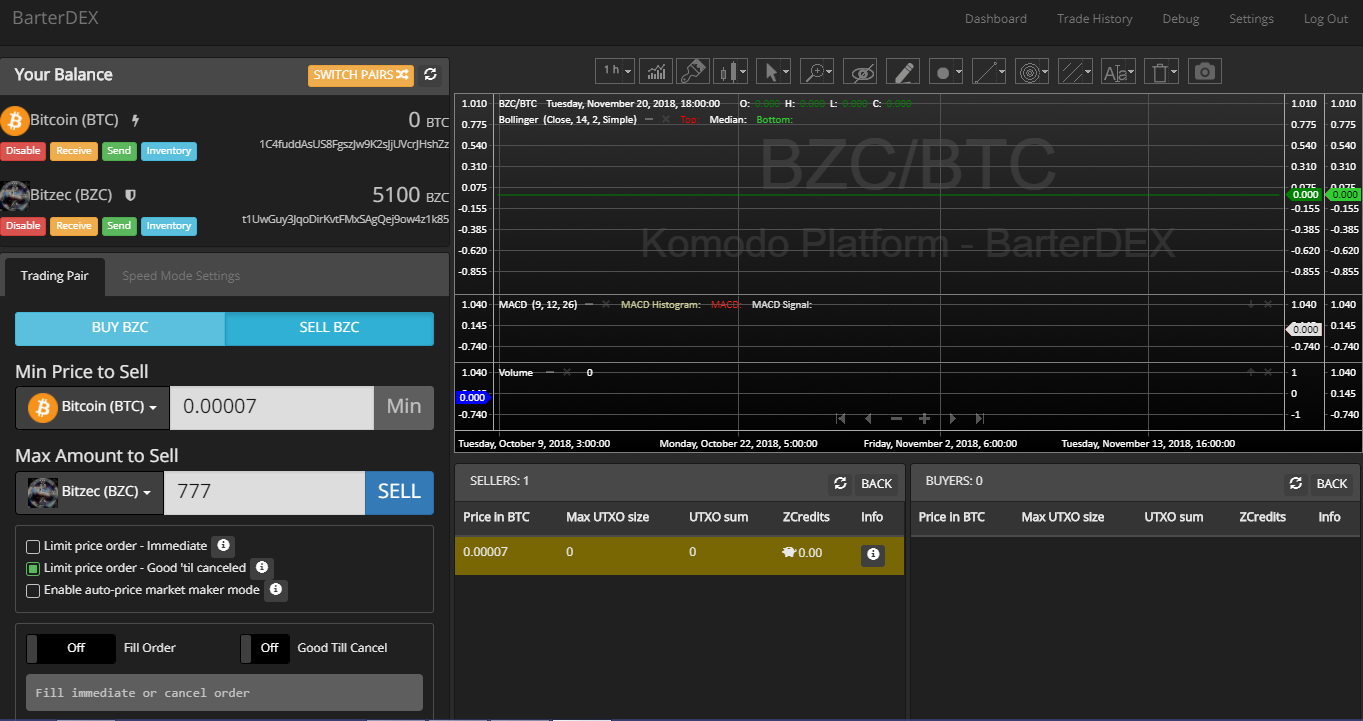 BarterDEX
Dashboard Trade History Debug Settings Log Out
Your Balance SWITCH PAIRS
Bitcoin (BTC) 0 BTC
1C4fuddAsUS8FgszJw9K2sJjUVcrJHshZz
Disable Receive Send Inventory
Bitzec (BZC) 5100 BZC
t1UwGuy3JqoDirKvtFMxSAgQej9ow4z1k85
Disable Receive Send Inventory
Trading Pair Speed Mode Settings
BUY BZC SELL BZC
Min Price to Sell
Bitcoin (BTC) 0.00007 Min
Max Amount to Sell
Bitzec (BZC) 777 SELL
Limit price order - Immediate
Limit price order - Good 'til canceled
Enable auto-price market maker mode
Off Fill Order Off Good Till Cancel
Fill immediate or cancel order
1 h
Aa
BZC/BTC Tuesday, November 20, 2018, 18:00:00 O: 0.000 H: 0.000 L: 0.000 C: 0.000
Bollinger (Close, 14, 2, Simple) Top: Median: Bottom:
BZC/BTC
Komodo Platform - BarterDEX
1.010 1.010 1.010
0.775 0.775 0.775
0.540 0.540 0.540
0.310 0.310 0.310
0.075 0.075 0.075
0.000 0.000
-0.155 -0.155 -0.155
-0.385 -0.385 -0.385
-0.620 -0.620 -0.620
-0.855 -0.855 -0.855
1.040 MACD (9, 12, 26) MACD Histogram: MACD: MACD Signal: 1.040 1.040
0.145 0.145 0.145
0.000
-0.740 -0.740 -0.740
1.040 Volume 0 1 1.040
0.000 0 0.145
-0.740 -1 -0.740
Tuesday, October 9, 2018, 3:00:00 Monday, October 22, 2018, 5:00:00 Friday, November 2, 2018, 6:00:00 Tuesday, November 13, 2018, 16:00:00
SELLERS: 1 BACK
Price in BTC Max UTXO size UTXO sum ZCredits Info
0.00007 0 0 0.00
BUYERS: 0 BACK
Price in BTC Max UTXO size UTXO sum ZCredits Info